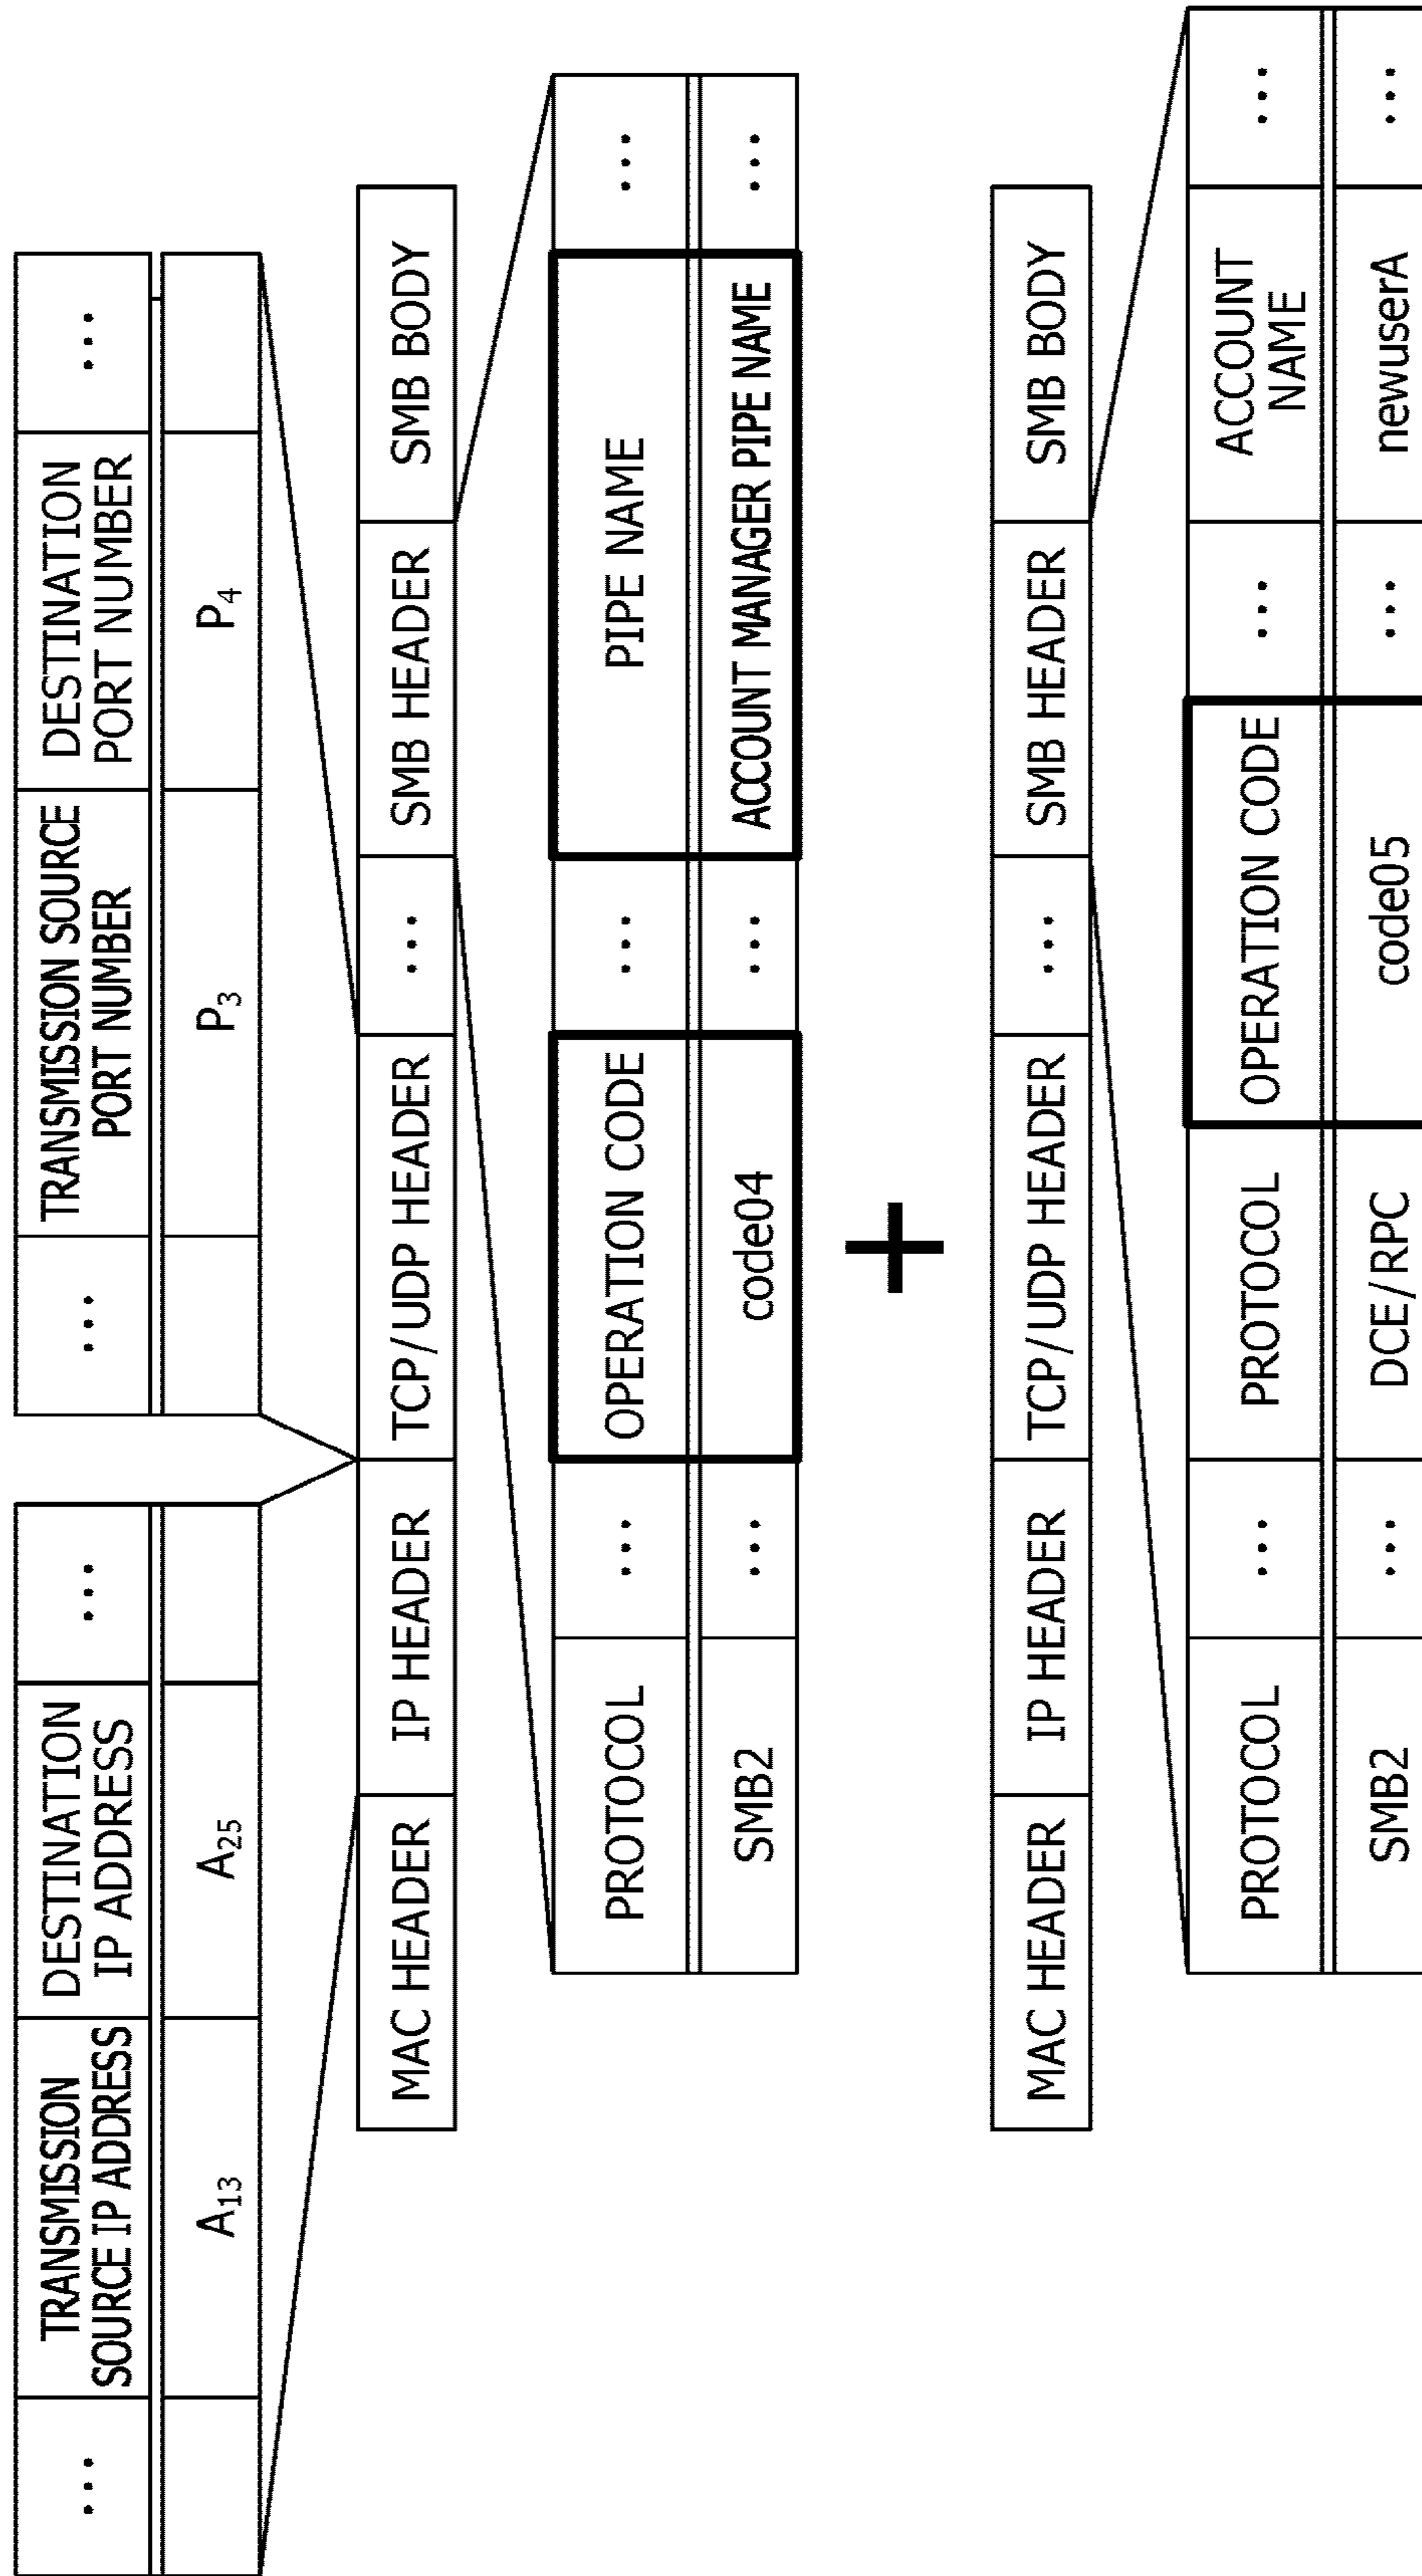 ... TRANSMISSION SOURCE IP ADDRESS DESTINATION IP ADDRESS ...
A13 A25
... TRANSMISSION SOURCE PORT NUMBER DESTINATION PORT NUMBER ...
P3 P4
MAC HEADER IP HEADER TCP/UDP HEADER ... SMB HEADER SMB BODY
PROTOCOL ... OPERATION CODE ... PIPE NAME ...
SMB2 ... code04 ... ACCOUNT MANAGER PIPE NAME ...
+
MAC HEADER IP HEADER TCP/UDP HEADER ... SMB HEADER SMB BODY
PROTOCOL ... PROTOCOL OPERATION CODE ... ACCOUNT NAME ...
SMB2 ... DCE/RPC code05 ... newuserA ...